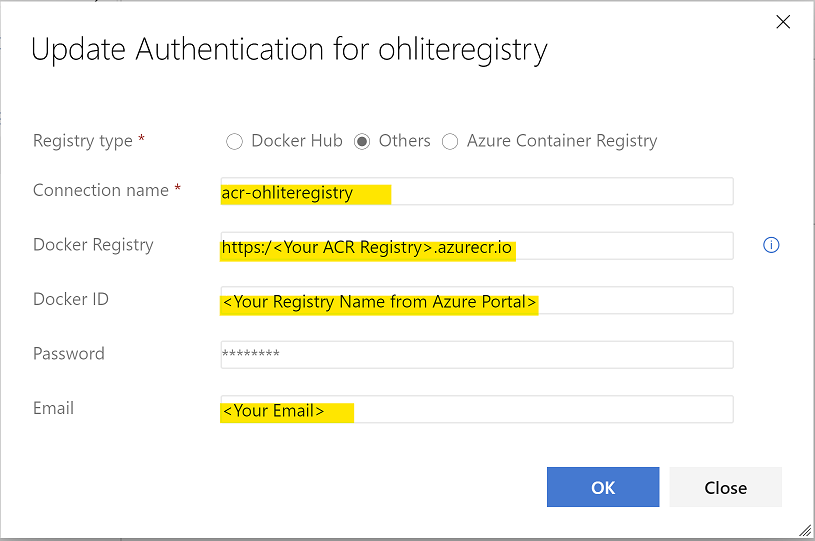 Update Authentication for ohliteregistry
Registry type * Docker Hub Others Azure Container Registry
Connection name * acr-ohliteregistry
Docker Registry https:/<Your ACR Registry>.azurecr.io
Docker ID <Your Registry Name from Azure Portal>
Password ********
Email <Your Email>
OK Close